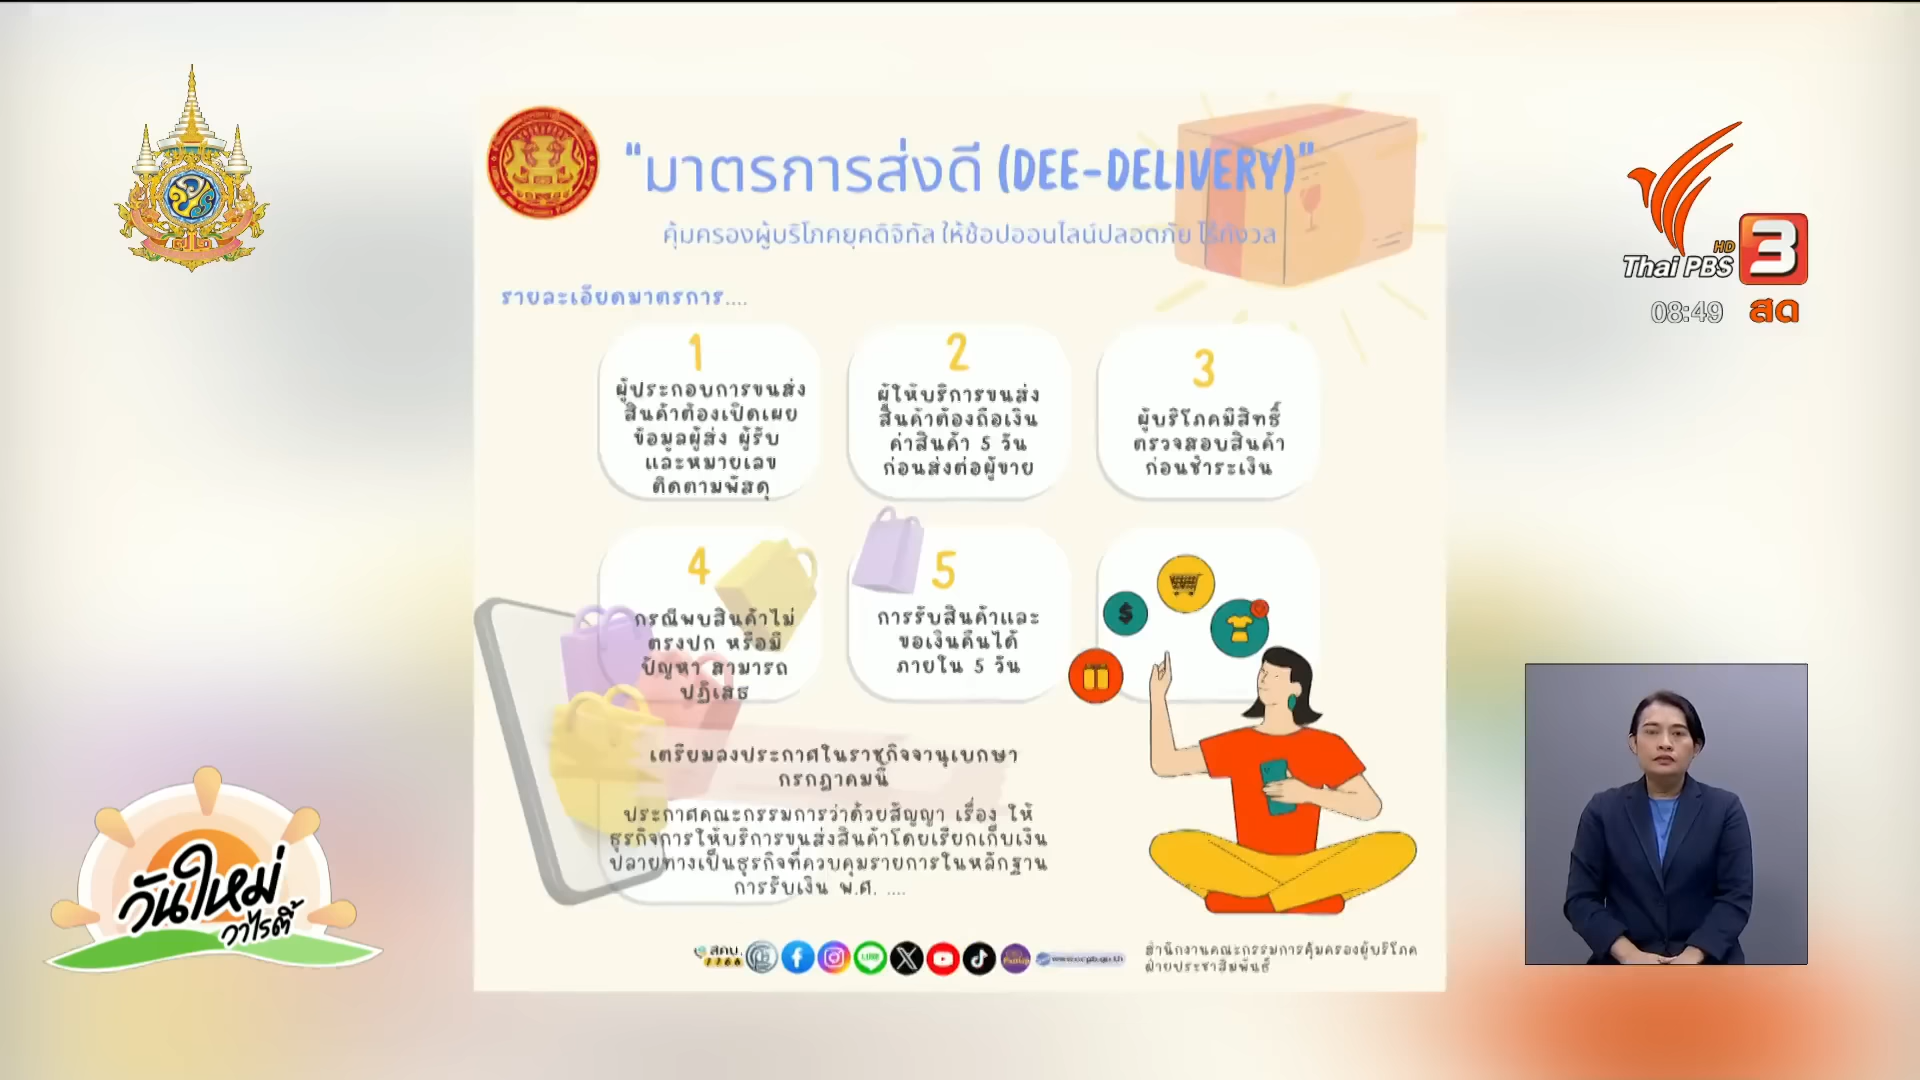 "มาตรการส่งดี (DEE-DELIVERY)"
คุ้มครองผู้บริโภคยุคดิจิทัล ให้ช้อปออนไลน์ปลอดภัย ไร้กังวล
รายละเอียดมาตรการ....
1
ผู้ประกอบการขนส่ง
สินค้าต้องเปิดเผย
ข้อมูลผู้ส่ง ผู้รับ
และหมายเลข
ติดตามพัสดุ
2
ผู้ให้บริการขนส่ง
สินค้าต้องถือเงิน
ค่าสินค้า 5 วัน
ก่อนส่งต่อผู้ขาย
3
ผู้บริโภคมีสิทธิ์
ตรวจสอบสินค้า
ก่อนชำระเงิน
4
กรณีพบสินค้าไม่
ตรงปก หรือมี
ปัญหา สามารถ
ปฏิเสธ
5
การรับสินค้าและ
ขอเงินคืนได้
ภายใน 5 วัน
เตรียมลงประกาศในราชกิจจานุเบกษา
กรกฎาคมนี้
ประกาศคณะกรรมการว่าด้วยสัญญา เรื่อง ให้
ธุรกิจการให้บริการขนส่งสินค้าโดยเรียกเก็บเงิน
ปลายทางเป็นธุรกิจที่ควบคุมรายการในหลักฐาน
การรับเงิน พ.ศ. ....
สคบ.
1166
LINE
www.ocpb.go.th
สำนักงานคณะกรรมการคุ้มครองผู้บริโภค
ฝ่ายประชาสัมพันธ์
HD
Thai PBS 3
08:49 สด
วันใหม่
วาไรตี้
๗๒